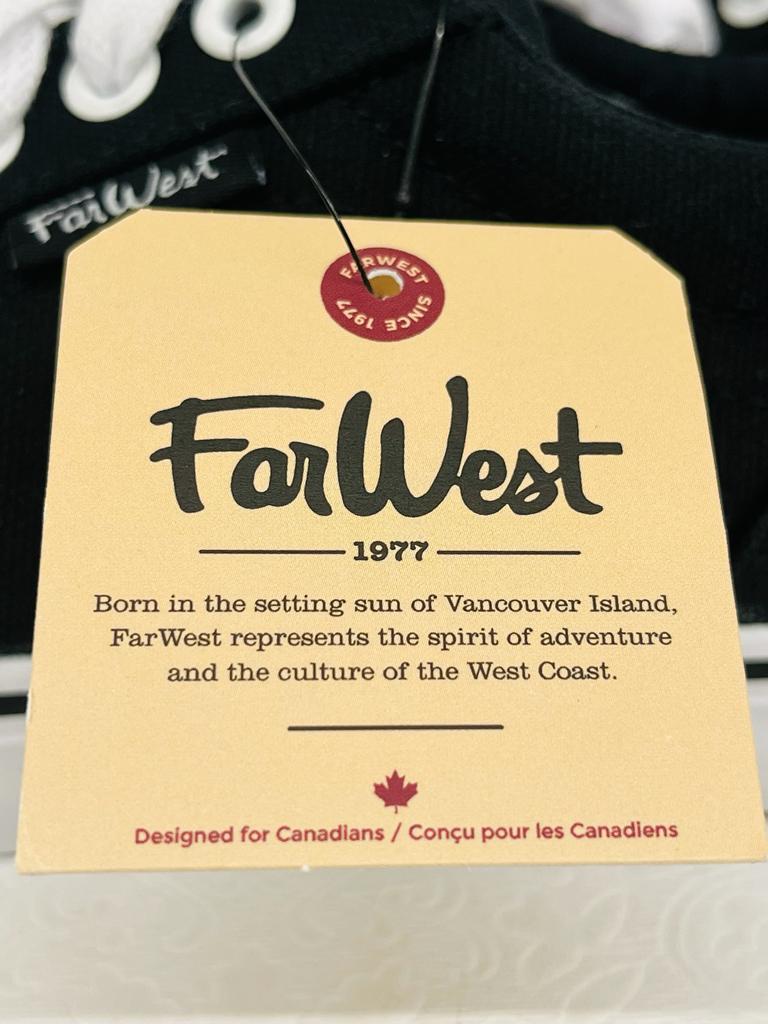 FarWest
FARWEST
SINCE 1977
FarWest
1977
Born in the setting sun of Vancouver Island,
FarWest represents the spirit of adventure
and the culture of the West Coast.
Designed for Canadians / Conçu pour les Canadiens